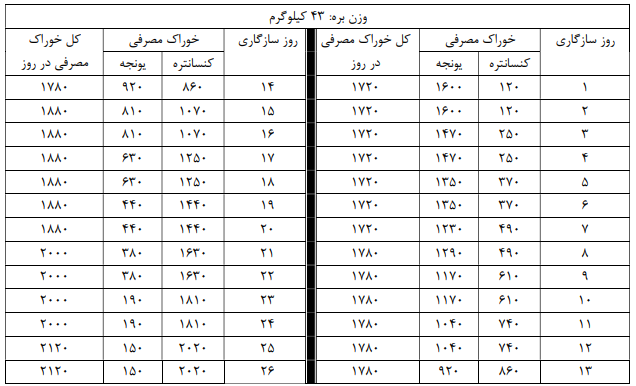 وزن بره: ۴۳ کیلوگرم
روز سازگاری خوراک مصرفی کل خوراک مصرفی در روز روز سازگاری خوراک مصرفی کل خوراک مصرفی در روز
کنسانتره یونجه کنسانتره یونجه
۱ ۱۲۰ ۱۶۰۰ ۱۷۲۰ ۱۴ ۸۶۰ ۹۲۰ ۱۷۸۰
۲ ۱۲۰ ۱۶۰۰ ۱۷۲۰ ۱۵ ۱۰۷۰ ۸۱۰ ۱۸۸۰
۳ ۲۵۰ ۱۴۷۰ ۱۷۲۰ ۱۶ ۱۰۷۰ ۸۱۰ ۱۸۸۰
۴ ۲۵۰ ۱۴۷۰ ۱۷۲۰ ۱۷ ۱۲۵۰ ۶۳۰ ۱۸۸۰
۵ ۳۷۰ ۱۳۵۰ ۱۷۲۰ ۱۸ ۱۲۵۰ ۶۳۰ ۱۸۸۰
۶ ۳۷۰ ۱۳۵۰ ۱۷۲۰ ۱۹ ۱۴۴۰ ۴۴۰ ۱۸۸۰
۷ ۴۹۰ ۱۲۳۰ ۱۷۲۰ ۲۰ ۱۴۴۰ ۴۴۰ ۱۸۸۰
۸ ۴۹۰ ۱۲۹۰ ۱۷۸۰ ۲۱ ۱۶۳۰ ۳۸۰ ۲۰۰۰
۹ ۶۱۰ ۱۱۷۰ ۱۷۸۰ ۲۲ ۱۶۳۰ ۳۸۰ ۲۰۰۰
۱۰ ۶۱۰ ۱۱۷۰ ۱۷۸۰ ۲۳ ۱۸۱۰ ۱۹۰ ۲۰۰۰
۱۱ ۷۴۰ ۱۰۴۰ ۱۷۸۰ ۲۴ ۱۸۱۰ ۱۹۰ ۲۰۰۰
۱۲ ۷۴۰ ۱۰۴۰ ۱۷۸۰ ۲۵ ۲۰۲۰ ۱۵۰ ۲۱۲۰
۱۳ ۸۶۰ ۹۲۰ ۱۷۸۰ ۲۶ ۲۰۲۰ ۱۵۰ ۲۱۲۰